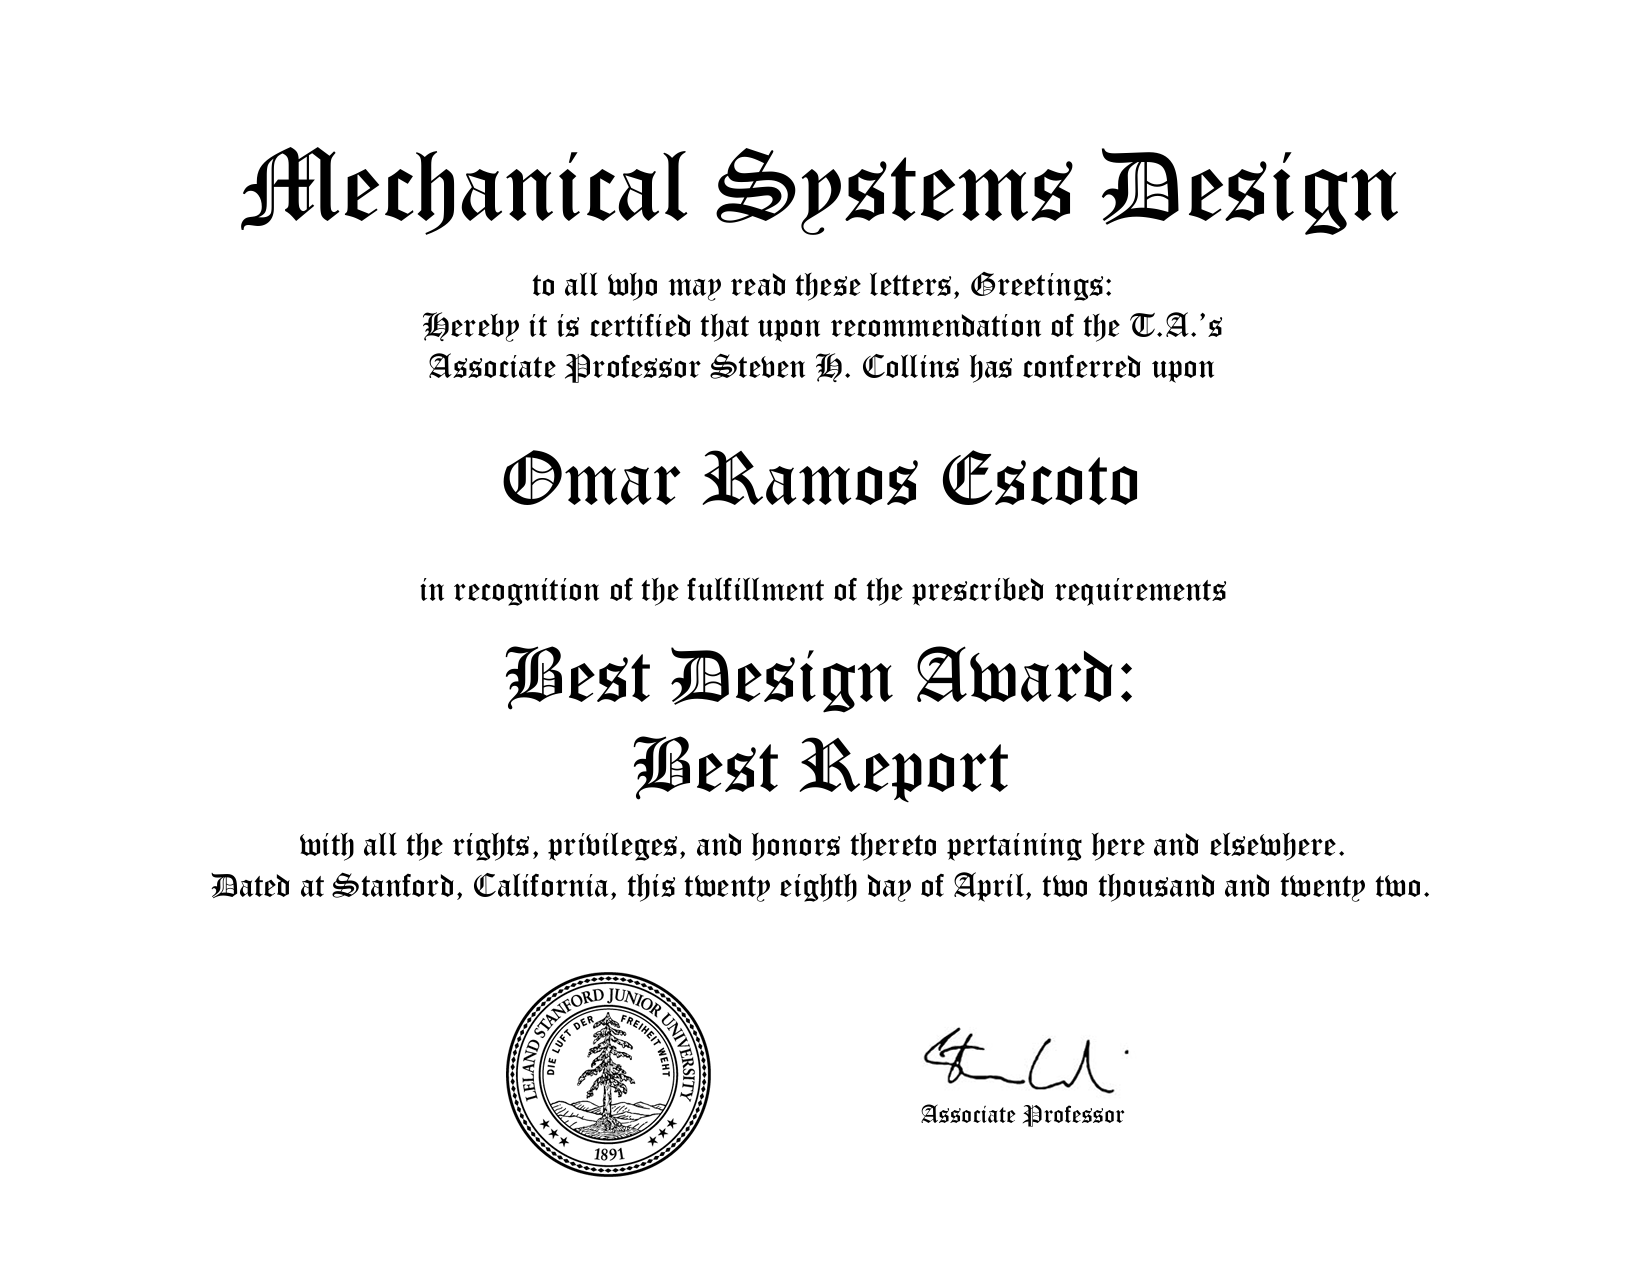 Mechanical Systems Design
to all who may read these letters, Greetings:
Hereby it is certified that upon recommendation of the T.A.'s
Associate Professor Steven H. Collins has conferred upon
Omar Ramos Escoto
in recognition of the fulfillment of the prescribed requirements
Best Design Award:
Best Report
with all the rights, privileges, and honors thereto pertaining here and elsewhere.
Dated at Stanford, California, this twenty eighth day of April, two thousand and twenty two.
LELAND STANFORD JUNIOR UNIVERSITY
DIE LUFT DER FREIHEIT WEHT
1891
Associate Professor